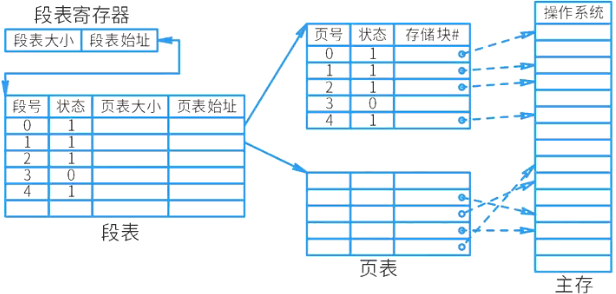 段表寄存器
段表大小 段表始址
段号 状态 页表大小 页表始址
0 1
1 1
2 1
3 0
4 1
段表
页号 状态 存储块#
0 1
1 1
2 1
3 0
4 1
页表
操作系统
主存